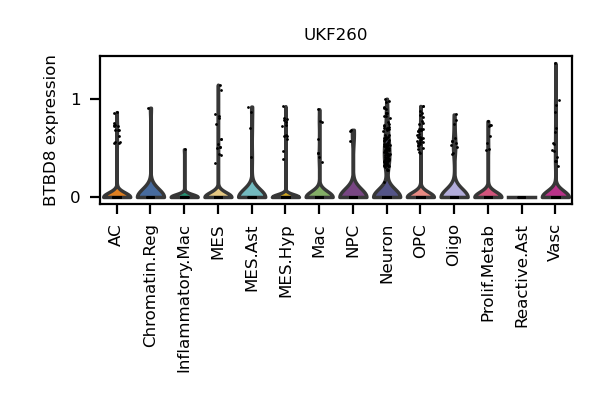 UKF260
BTBD8 expression
1
0
AC
Chromatin.Reg
Inflammatory.Mac
MES
MES.Ast
MES.Hyp
Mac
NPC
Neuron
OPC
Oligo
Prolif.Metab
Reactive.Ast
Vasc